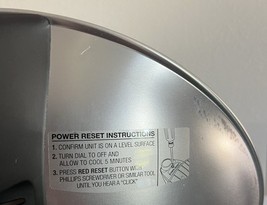 POWER RESET INSTRUCTIONS
1. CONFIRM UNIT IS ON A LEVEL SURFACE
2. TURN DIAL TO OFF AND
ALLOW TO COOL 5 MINUTES
3. PRESS RED RESET BUTTON WITH
PHILLIPS SCREWDRIVER OR SIMILAR TOOL
UNTIL YOU HEAR A "CLICK"